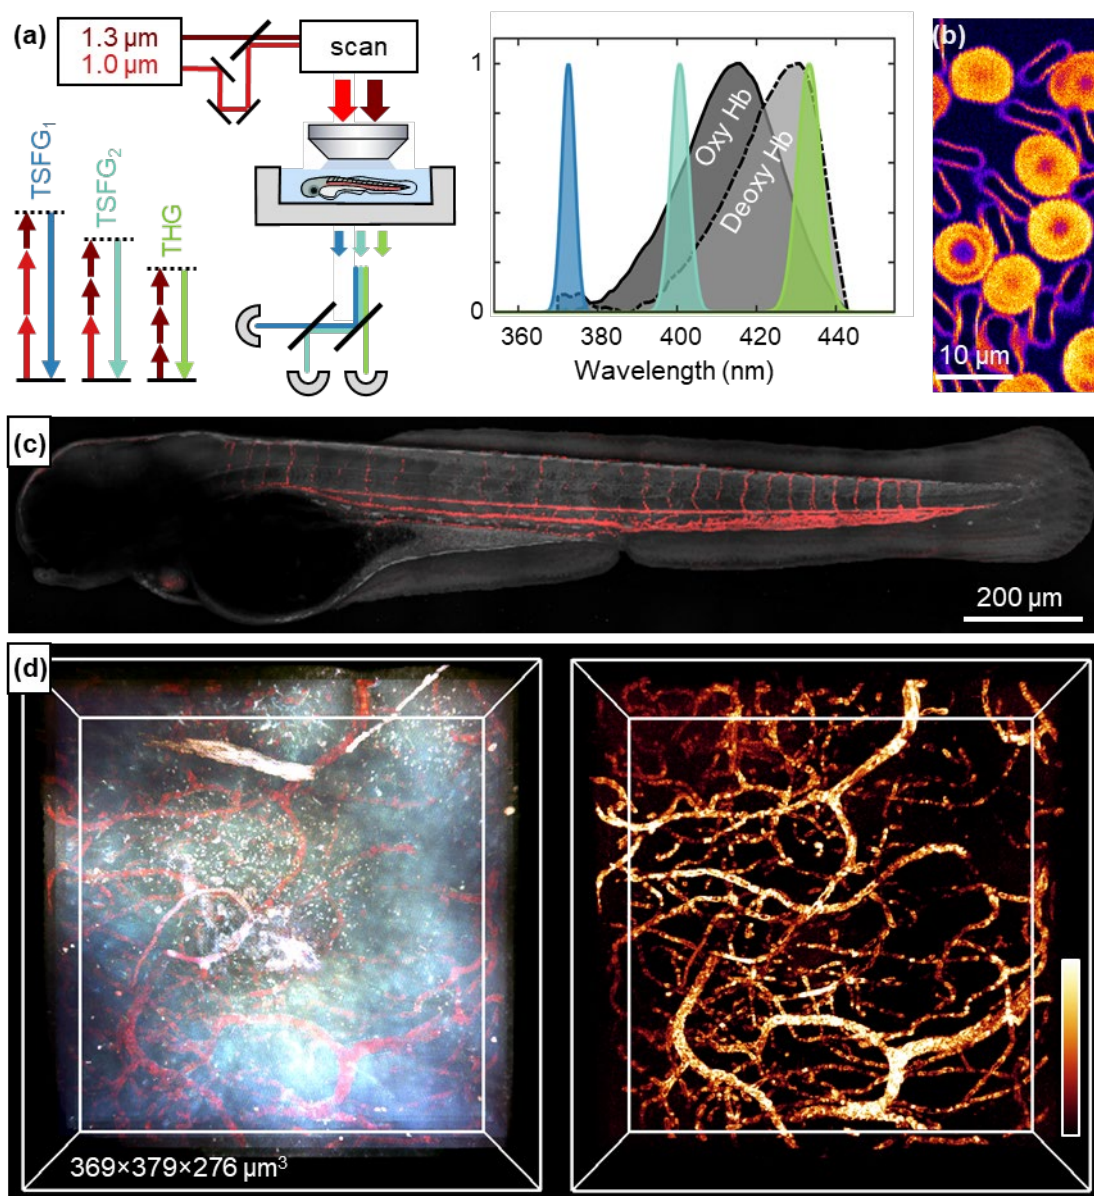 (a)
1.3 µm
1.0 µm
scan
TSFG1
TSFG2
THG
1
0
Oxy Hb
Deoxy Hb
360 380 400 420 440
Wavelength (nm)
(b)
10 µm
(c)
200 µm
(d)
369×379×276 µm³